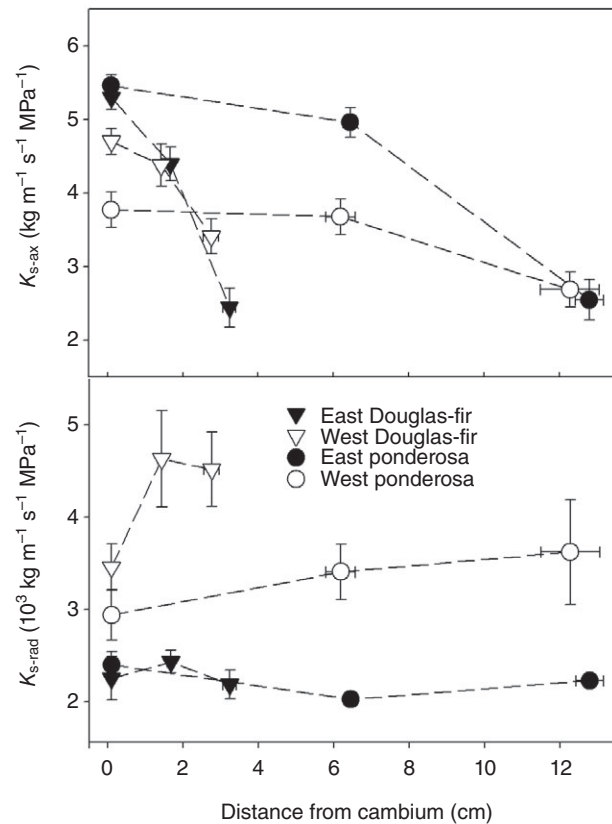 6
5
4
3
2
K s-ax (kg m−1 s−1 MPa−1)
5
4
3
2
K s-rad (10³ kg m−1 s−1 MPa−1)
East Douglas-fir
West Douglas-fir
East ponderosa
West ponderosa
0 2 4 6 8 10 12
Distance from cambium (cm)